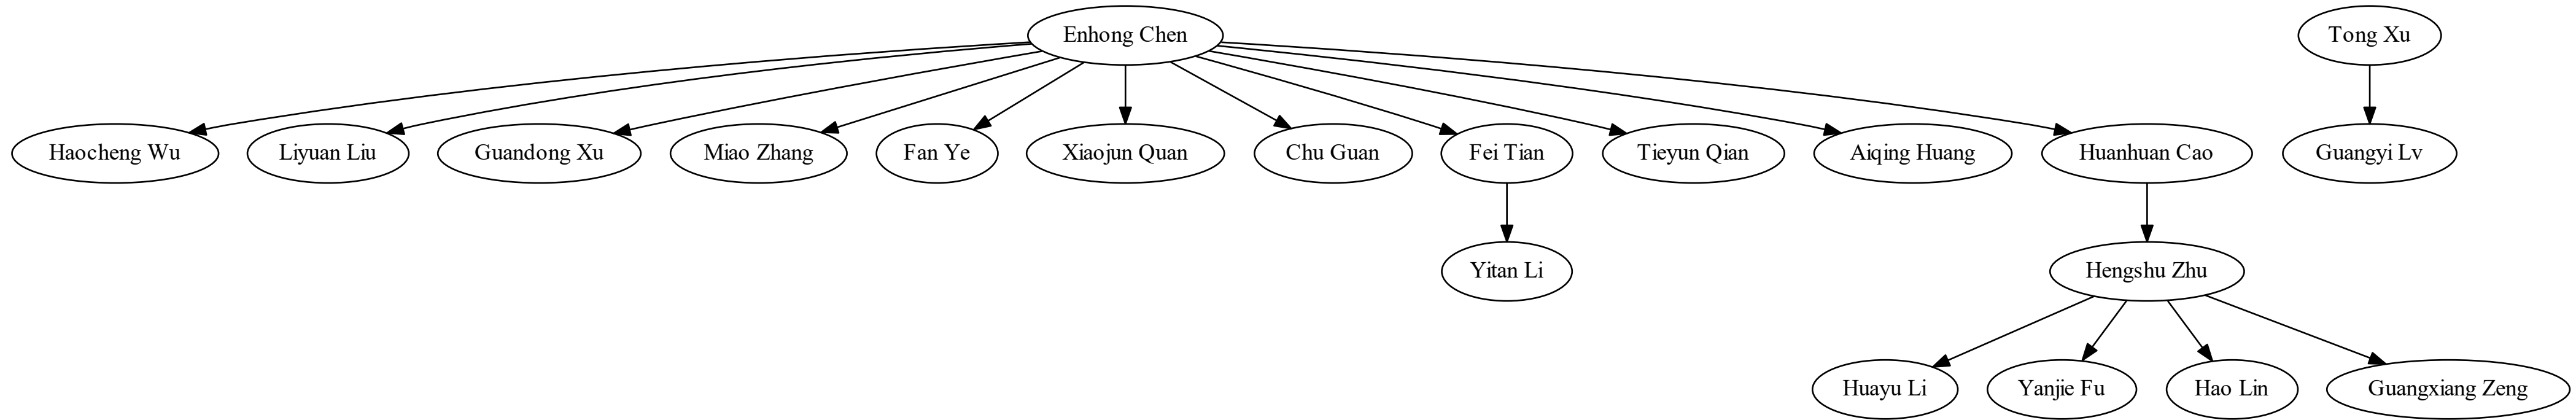 Enhong Chen
Tong Xu
Haocheng Wu
Liyuan Liu
Guandong Xu
Miao Zhang
Fan Ye
Xiaojun Quan
Chu Guan
Fei Tian
Tieyun Qian
Aiqing Huang
Huanhuan Cao
Guangyi Lv
Yitan Li
Hengshu Zhu
Huayu Li
Yanjie Fu
Hao Lin
Guangxiang Zeng